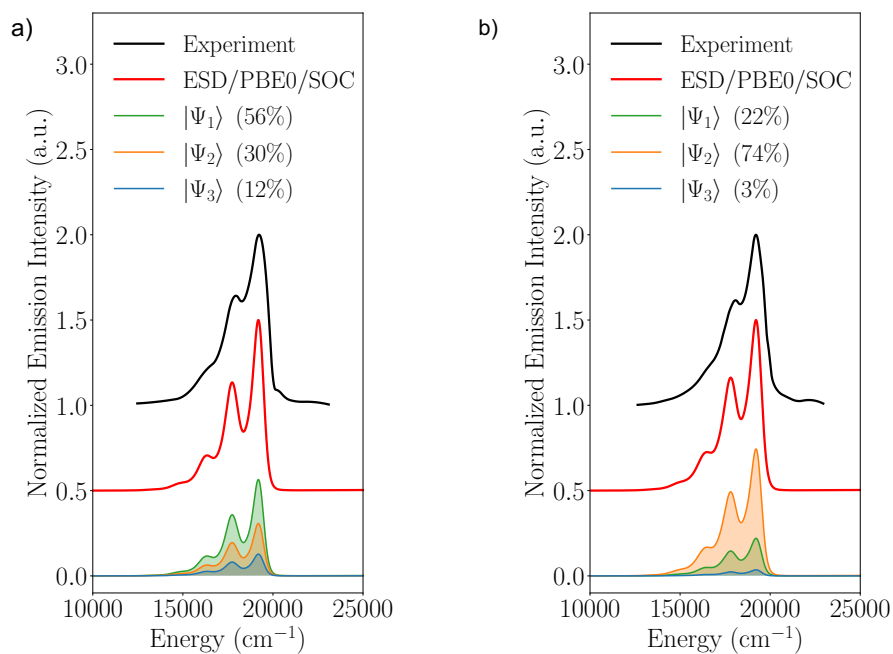 a)
Experiment
ESD/PBE0/SOC
|Ψ₁⟩ (56%)
|Ψ₂⟩ (30%)
|Ψ₃⟩ (12%)
Normalized Emission Intensity (a.u.)
3.0
2.5
2.0
1.5
1.0
0.5
0.0
10000 15000 20000 25000
Energy (cm⁻¹)
b)
Experiment
ESD/PBE0/SOC
|Ψ₁⟩ (22%)
|Ψ₂⟩ (74%)
|Ψ₃⟩ (3%)
Normalized Emission Intensity (a.u.)
3.0
2.5
2.0
1.5
1.0
0.5
0.0
10000 15000 20000 25000
Energy (cm⁻¹)